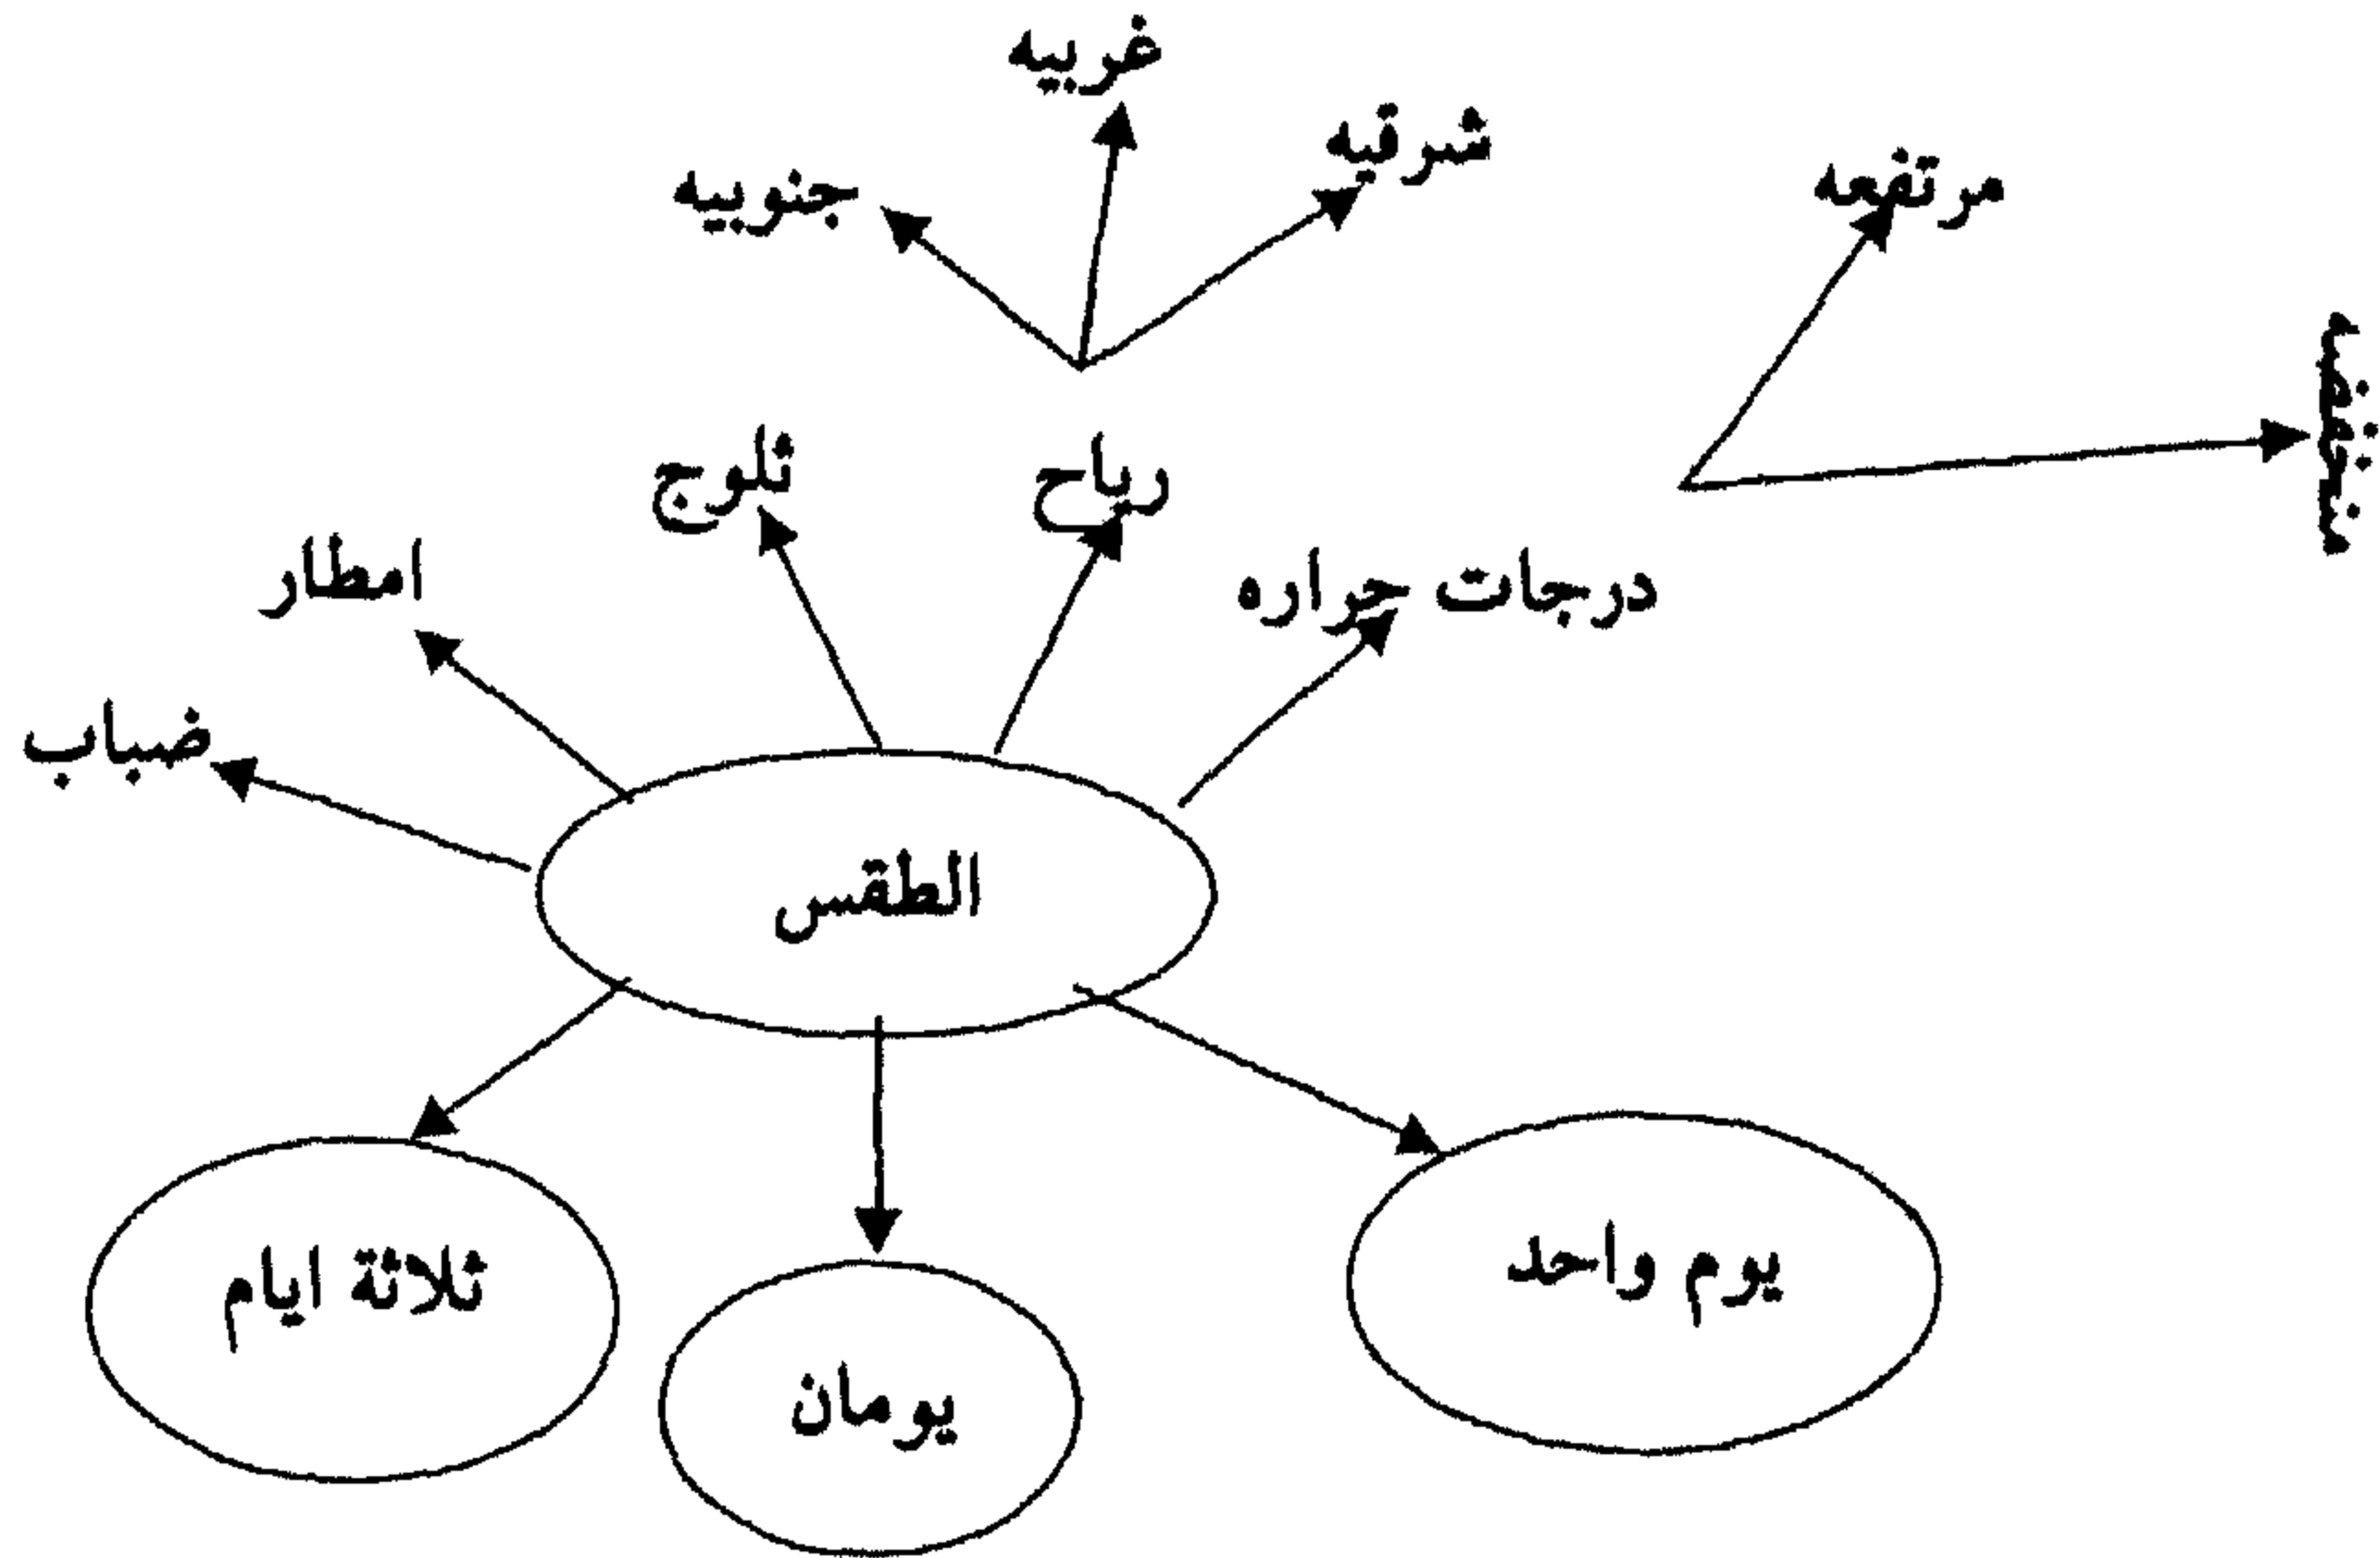 غربيه
شرقيه
مرتفعه
جنوبيه
منخفضه
رياح
ثلوج
درجات حراره
امطار
ضباب
الطقس
يوم واحد
ثلاثة ايام
يومان